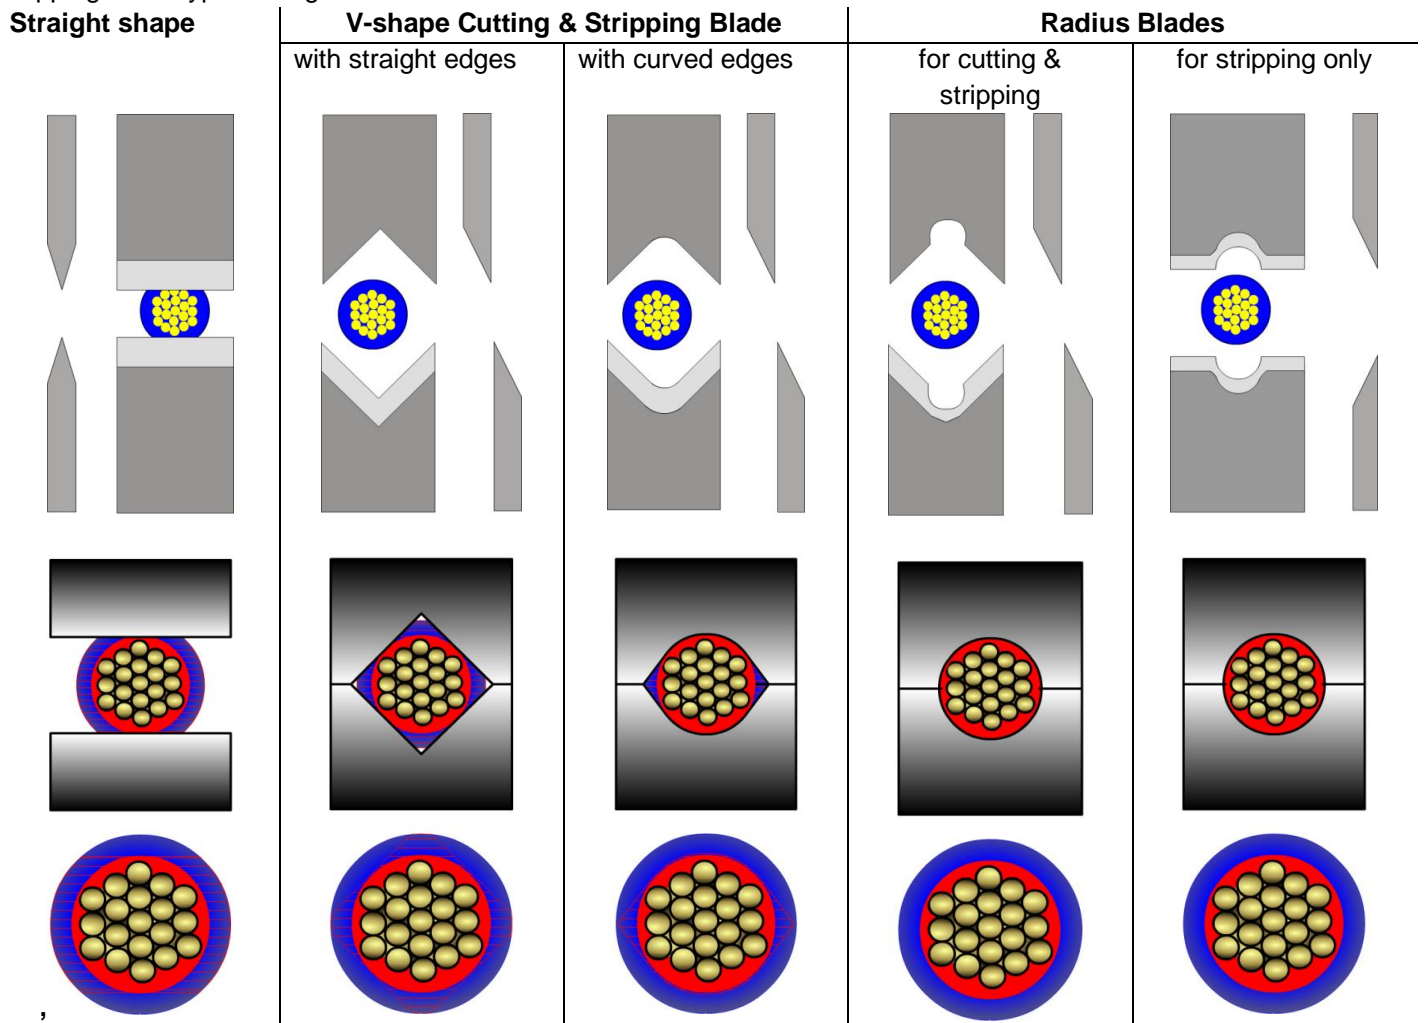 Straight shape
V-shape Cutting & Stripping Blade
Radius Blades
with straight edges
with curved edges
for cutting &
stripping
for stripping only
,